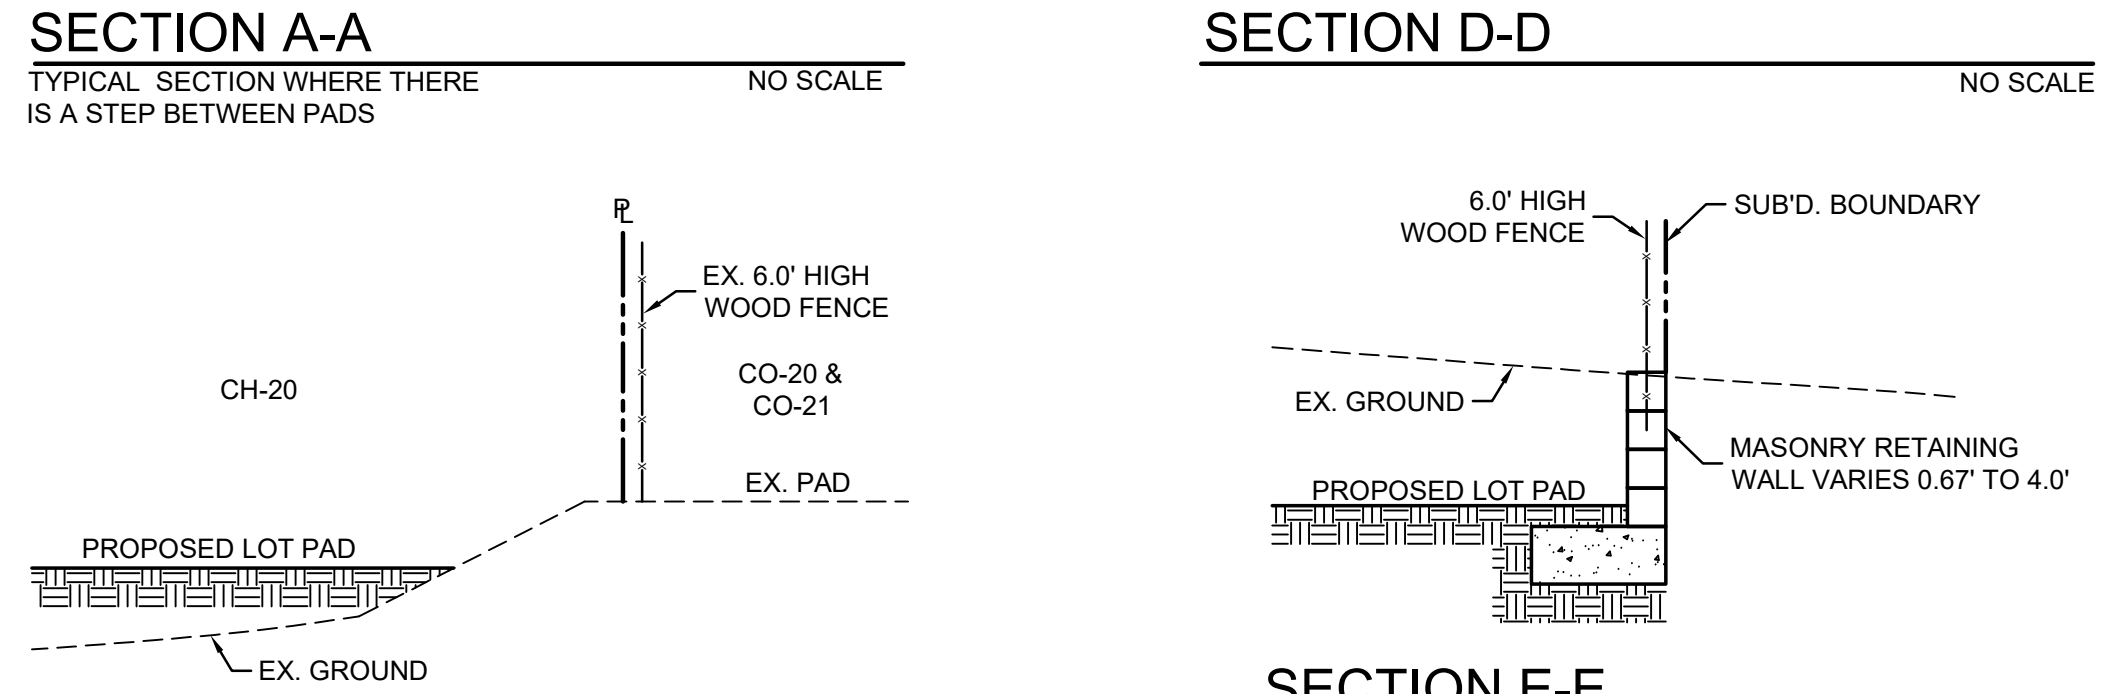 SECTION A-A
TYPICAL SECTION WHERE THERE
IS A STEP BETWEEN PADS
NO SCALE
PL
EX. 6.0' HIGH
WOOD FENCE
CH-20
CO-20 &
CO-21
EX. PAD
PROPOSED LOT PAD
EX. GROUND
SECTION D-D
NO SCALE
6.0' HIGH
WOOD FENCE
SUB'D. BOUNDARY
EX. GROUND
MASONRY RETAINING
WALL VARIES 0.67' TO 4.0'
PROPOSED LOT PAD
SECTION E-E